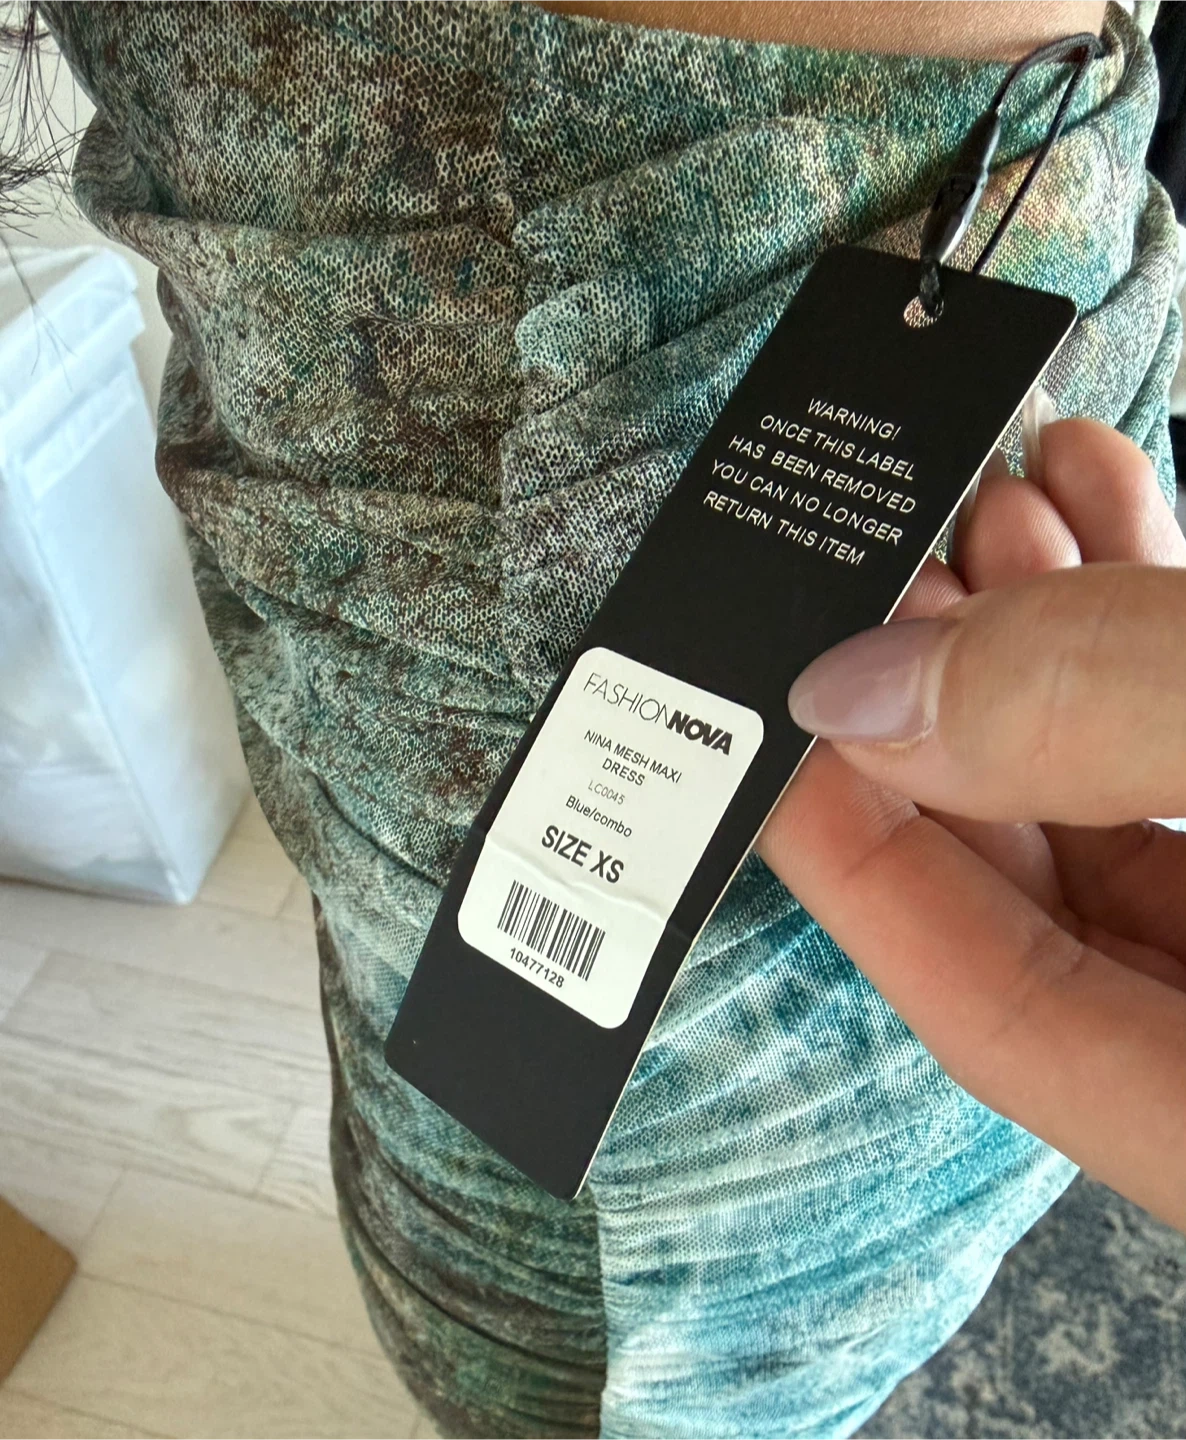 WARNING!
ONCE THIS LABEL
HAS BEEN REMOVED
YOU CAN NO LONGER
RETURN THIS ITEM
FASHIONNOVA
NINA MESH MAXI
DRESS
LC0045
Blue/combo
SIZE XS
10477128